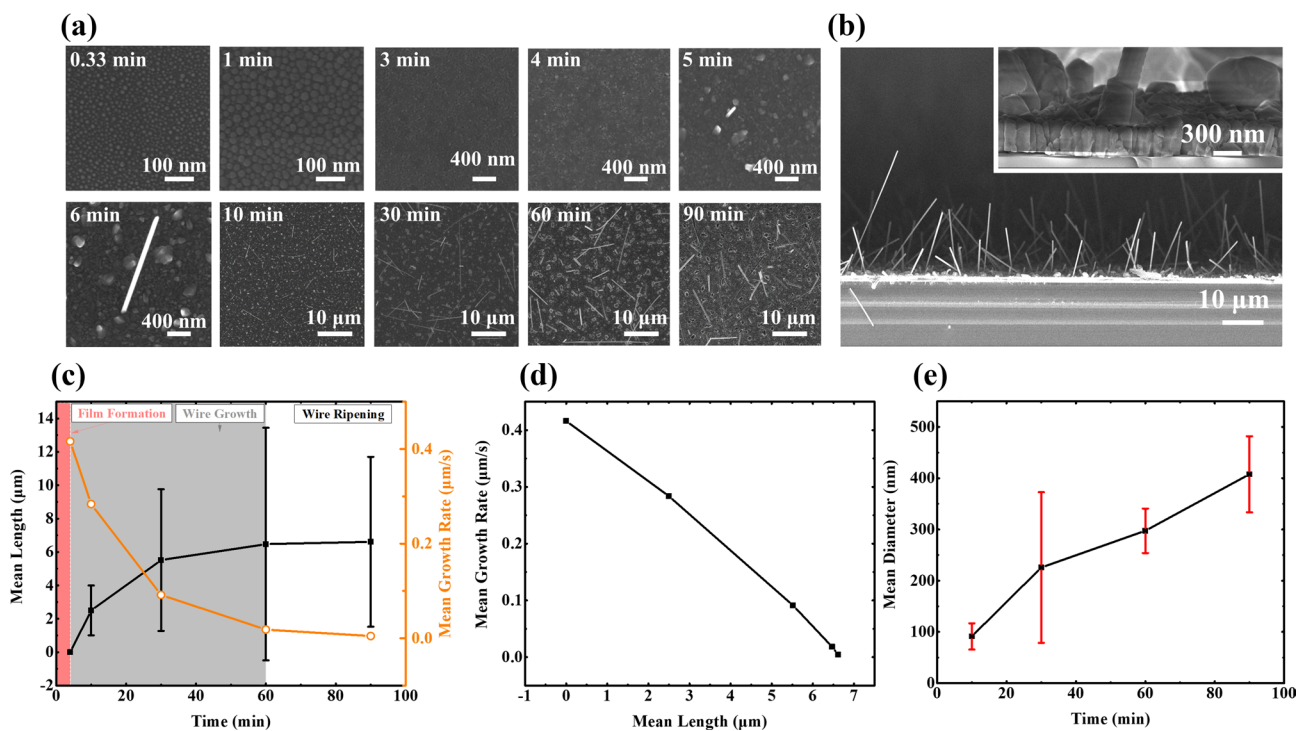 (a)
0.33 min
100 nm
1 min
100 nm
3 min
400 nm
4 min
400 nm
5 min
400 nm
6 min
400 nm
10 min
10 μm
30 min
10 μm
60 min
10 μm
90 min
10 μm
(b)
300 nm
10 μm
(c)
Film Formation
Wire Growth
Wire Ripening
14
12
10
8
6
4
2
0
-2
Mean Length (μm)
0.4
0.2
0.0
Mean Growth Rate (μm/s)
0 20 40 60 80 100
Time (min)
(d)
0.4
0.3
0.2
0.1
0.0
Mean Growth Rate (μm/s)
-1 0 1 2 3 4 5 6 7
Mean Length (μm)
(e)
500
400
300
200
100
0
Mean Diameter (nm)
0 20 40 60 80 100
Time (min)